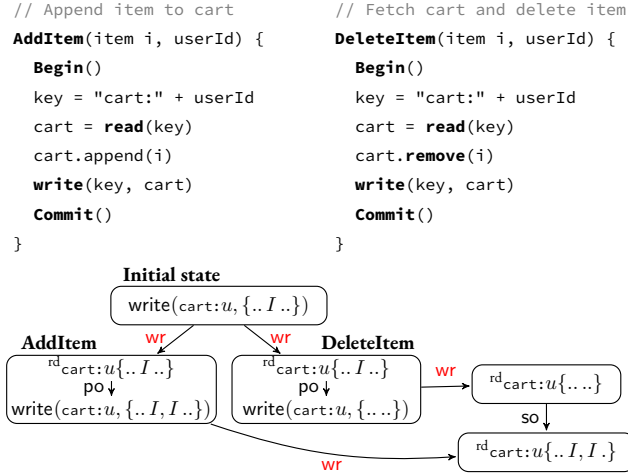 // Append item to cart
AddItem(item i, userId) {
Begin()
key = "cart:" + userId
cart = read(key)
cart.append(i)
write(key, cart)
Commit()
}
// Fetch cart and delete item
DeleteItem(item i, userId) {
Begin()
key = "cart:" + userId
cart = read(key)
cart.remove(i)
write(key, cart)
Commit()
}
Initial state
write(cart:u, {.. I ..})
wr
wr
AddItem
rd cart:u{.. I ..}
po
write(cart:u, {.. I, I ..})
DeleteItem
rd cart:u{.. I ..}
po
write(cart:u, {.. ..})
wr
rd cart:u{.. ..}
so
rd cart:u{.. I, I .}
wr